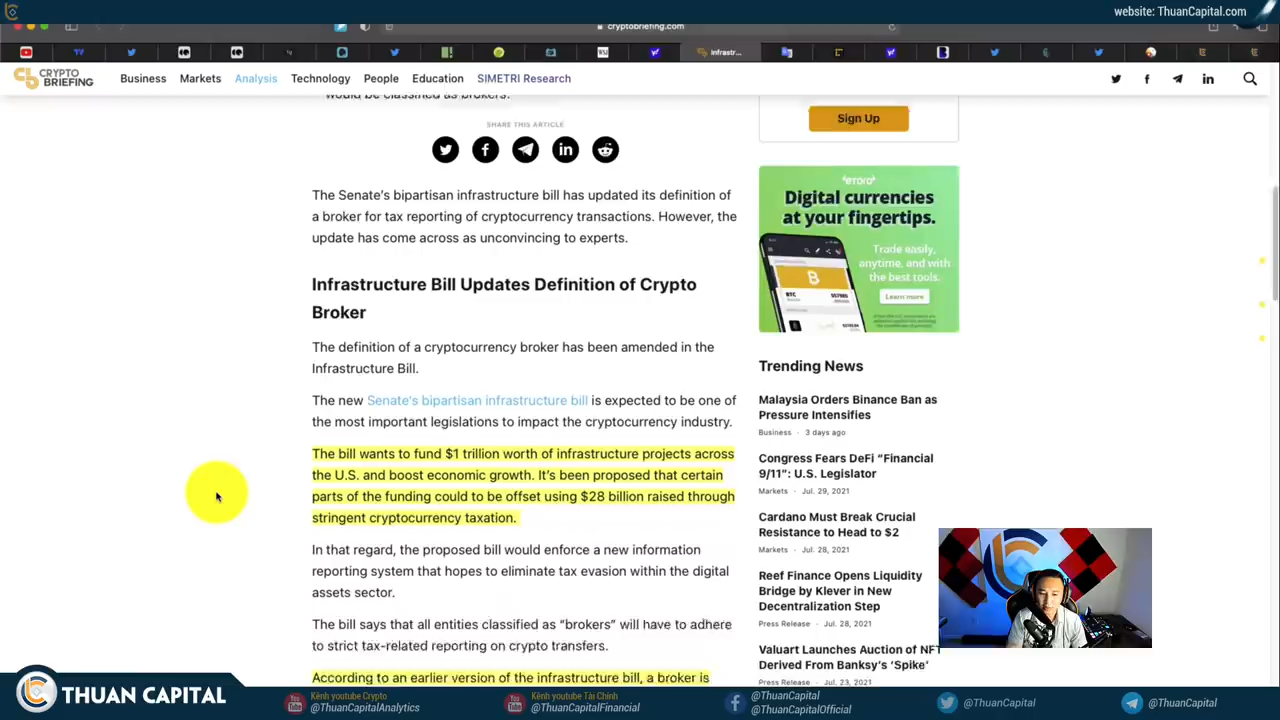 website: ThuanCapital.com
cryptobriefing.com
infrastr...
CRYPTO
BRIEFING
Business Markets Analysis Technology People Education SIMETRI Research
would be classified as brokers.
SHARE THIS ARTICLE
The Senate's bipartisan infrastructure bill has updated its definition of
a broker for tax reporting of cryptocurrency transactions. However, the
update has come across as unconvincing to experts.
Infrastructure Bill Updates Definition of Crypto
Broker
The definition of a cryptocurrency broker has been amended in the
Infrastructure Bill.
The new Senate's bipartisan infrastructure bill is expected to be one of
the most important legislations to impact the cryptocurrency industry.
The bill wants to fund $1 trillion worth of infrastructure projects across
the U.S. and boost economic growth. It's been proposed that certain
parts of the funding could to be offset using $28 billion raised through
stringent cryptocurrency taxation.
In that regard, the proposed bill would enforce a new information
reporting system that hopes to eliminate tax evasion within the digital
assets sector.
The bill says that all entities classified as “brokers” will have to adhere
to strict tax-related reporting on crypto transfers.
According to an earlier version of the infrastructure bill, a broker is
Sign Up
eToro
Digital currencies
at your fingertips.
Trade easily,
anytime, and with
the best tools.
Learn more
BTC
Trending News
Malaysia Orders Binance Ban as
Pressure Intensifies
Business · 3 days ago
Congress Fears DeFi “Financial
9/11”: U.S. Legislator
Markets · Jul. 29, 2021
Cardano Must Break Crucial
Resistance to Head to $2
Markets · Jul. 28, 2021
Reef Finance Opens Liquidity
Bridge by Klever in New
Decentralization Step
Press Release · Jul. 28, 2021
Valuart Launches Auction of NFT
Derived From Banksy's ‘Spike’
Press Release · Jul. 23, 2021
THUAN CAPITAL
Kênh youtube Crypto
@ThuanCapitalAnalytics
Kênh youtube Tài Chính
@ThuanCapitalFinancial
@ThuanCapital
@ThuanCapitalOfficial
@ThuanCapital
@ThuanCapital